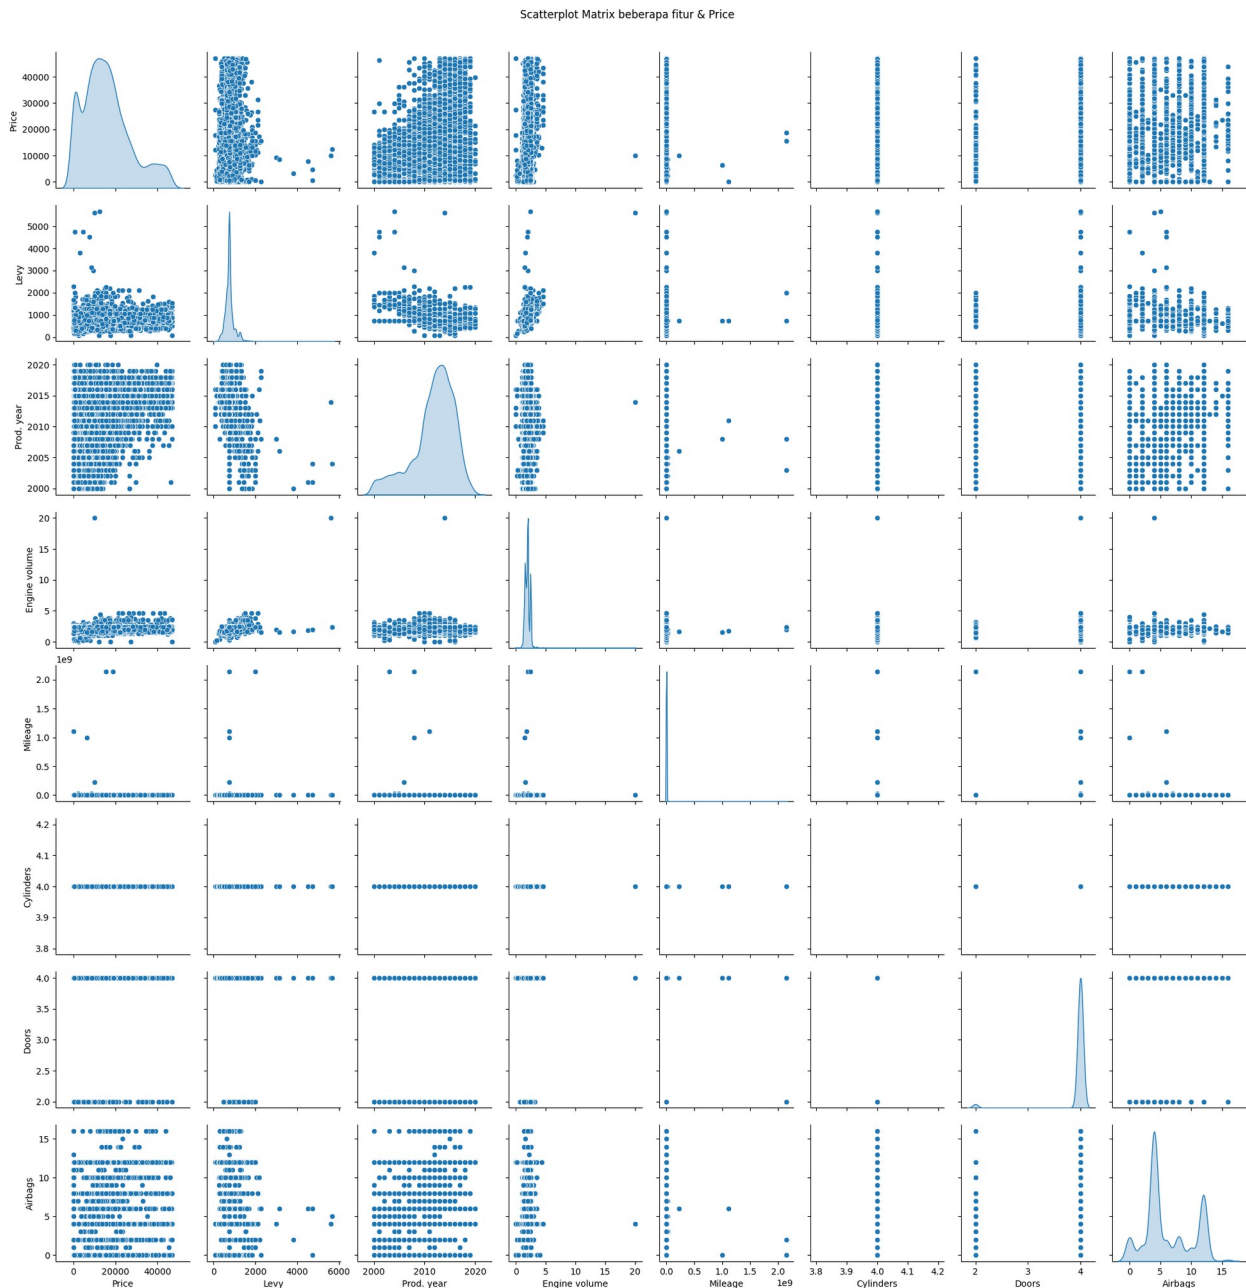 Scatterplot Matrix beberapa fitur & Price
40000
30000
20000
10000
0
Price
5000
4000
3000
2000
1000
0
Levy
2020
2015
2010
2005
2000
Prod. year
20
15
10
5
0
Engine volume
1e9
2.0
1.5
1.0
0.5
0.0
Mileage
4.2
4.1
4.0
3.9
3.8
Cylinders
4.0
3.5
3.0
2.5
2.0
Doors
15
10
5
0
Airbags
0 20000 40000
Price
0 2000 4000 6000
Levy
2000 2010 2020
Prod. year
0 5 10 15 20
Engine volume
0.0 0.5 1.0 1.5 2.0
Mileage 1e9
3.8 3.9 4.0 4.1 4.2
Cylinders
2 3 4
Doors
0 5 10 15
Airbags